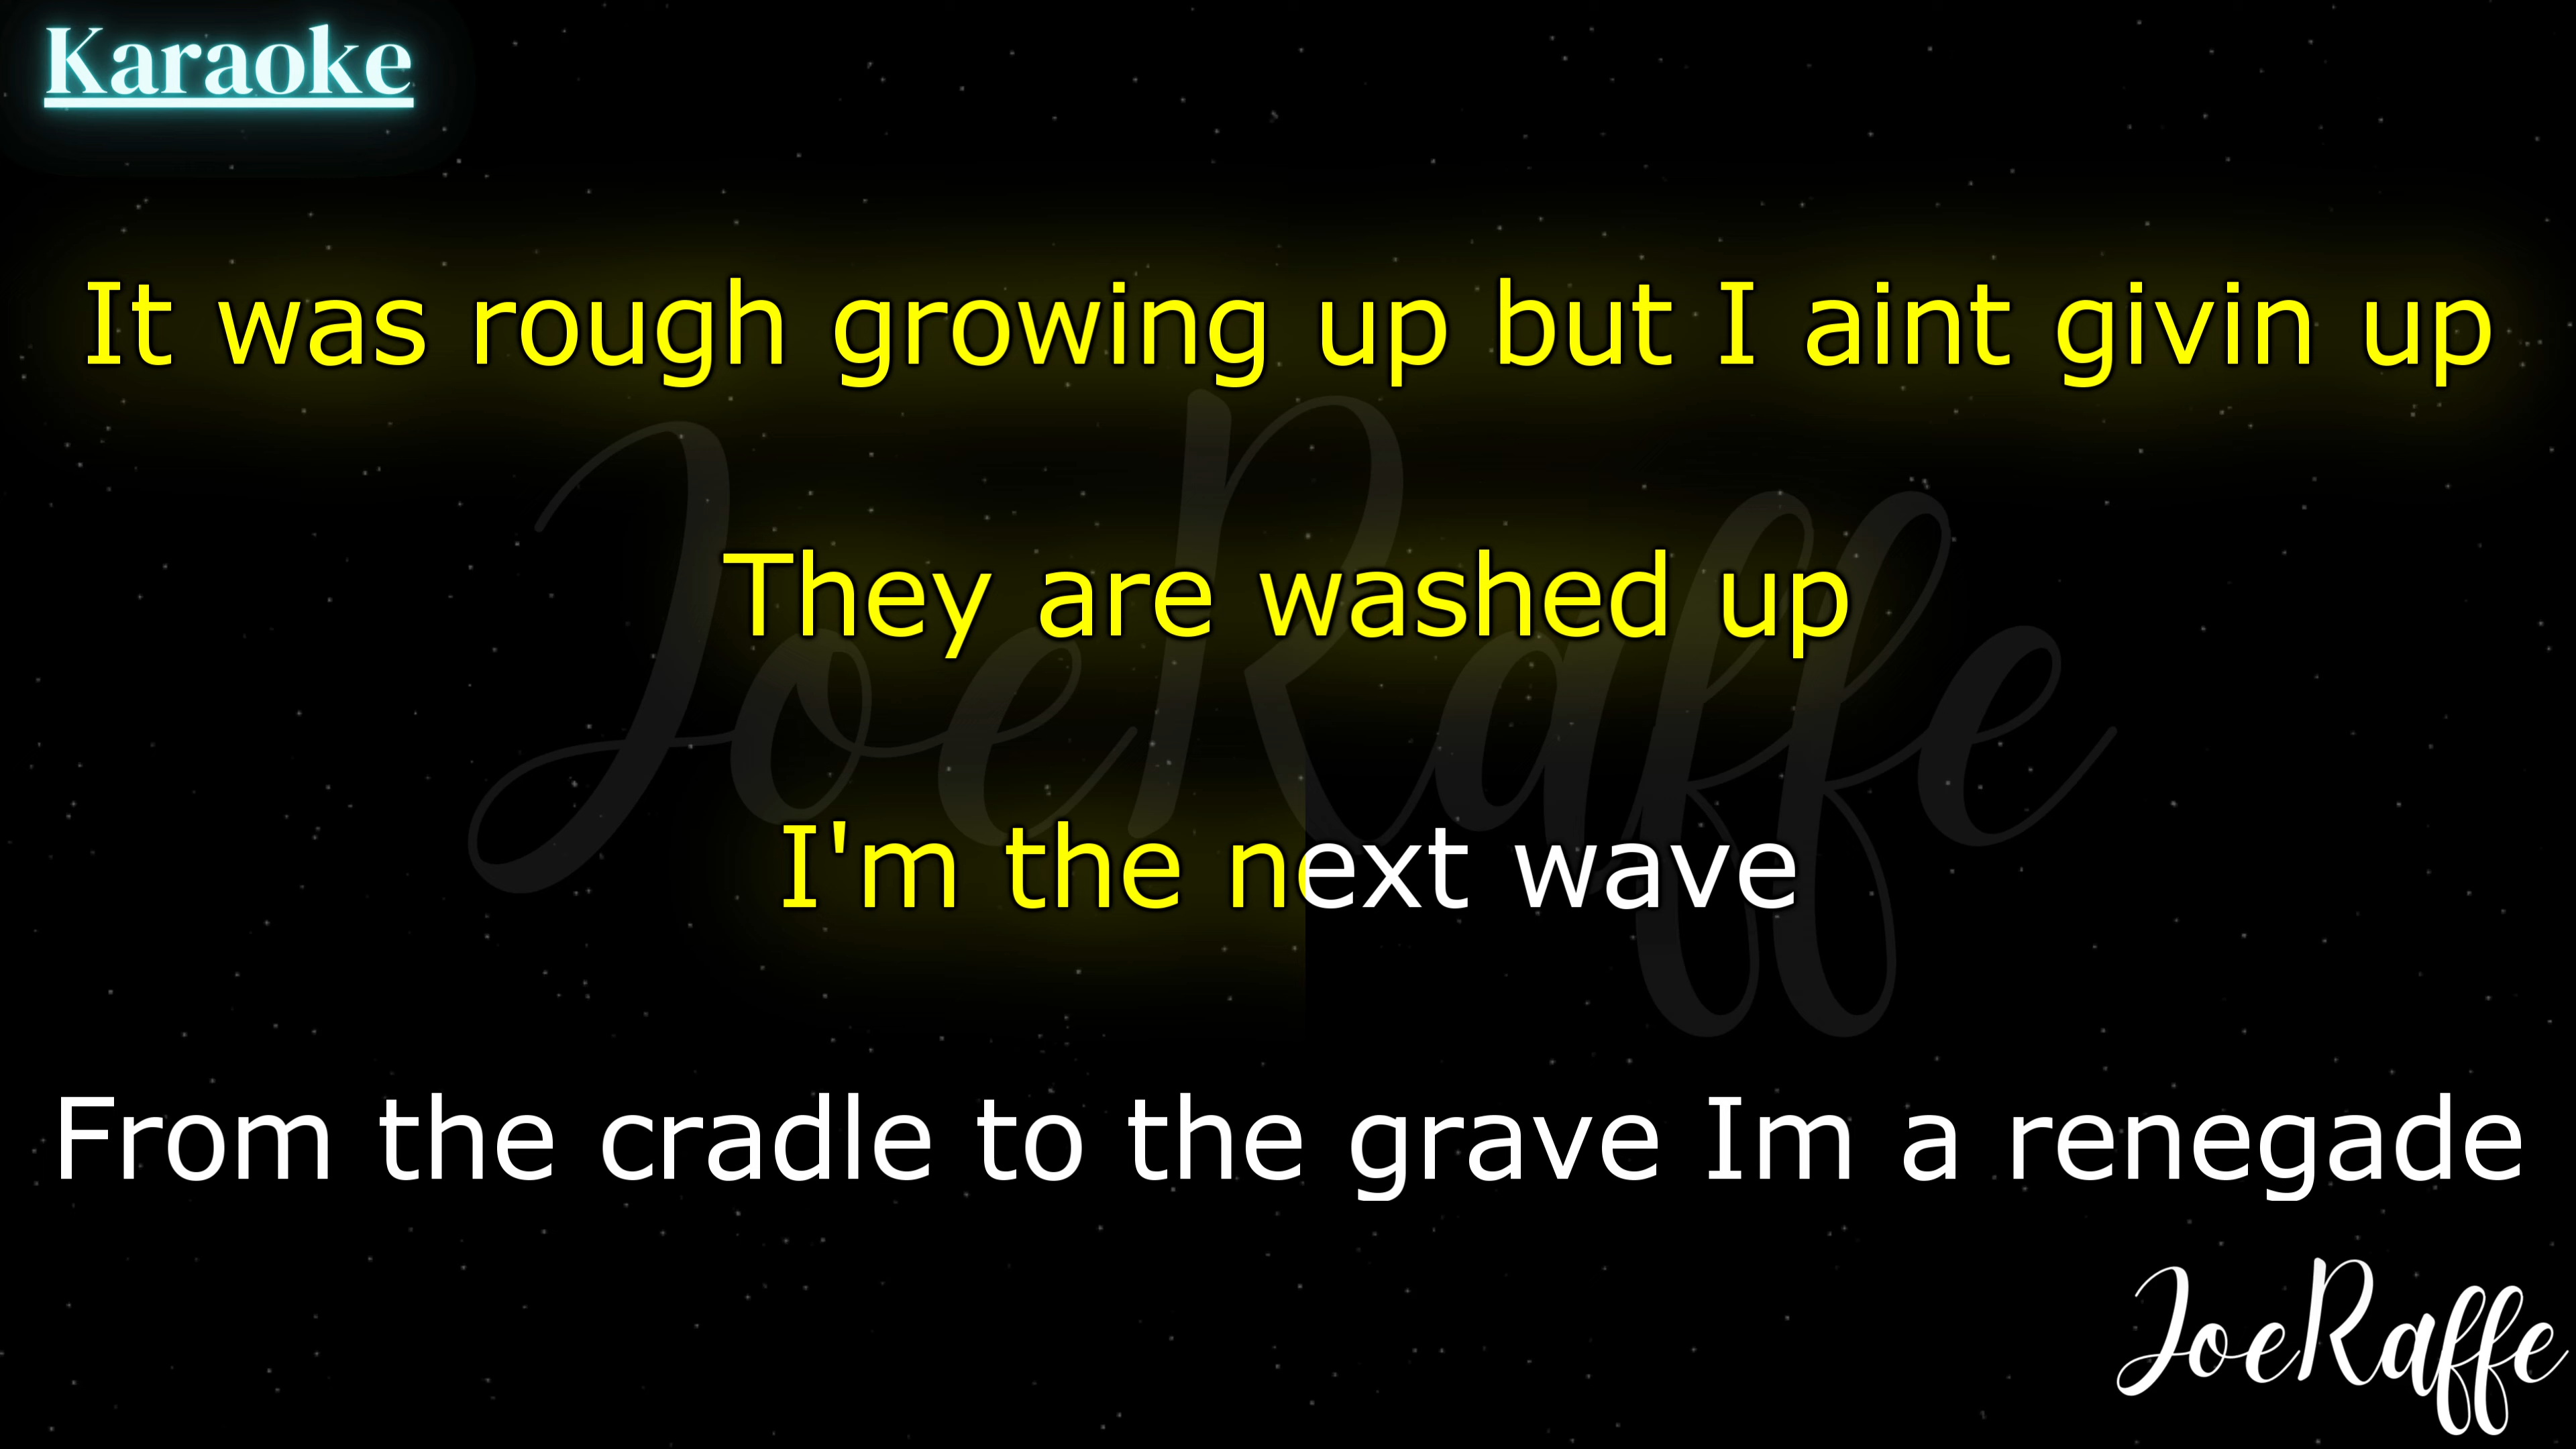 Karaoke
It was rough growing up but I aint givin up
They are washed up
I'm the next wave
From the cradle to the grave Im a renegade
JoeRaffe
JoeRaffe